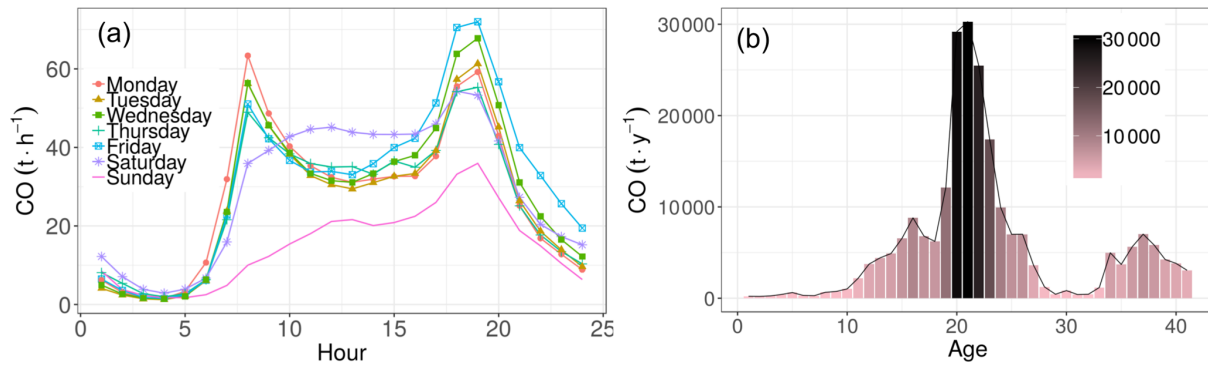 (a)
CO (t · h⁻¹)
60
40
20
0
Monday
Tuesday
Wednesday
Thursday
Friday
Saturday
Sunday
0 5 10 15 20 25
Hour
(b)
CO (t · y⁻¹)
30000
20000
10000
0
30 000
20 000
10 000
0 10 20 30 40
Age